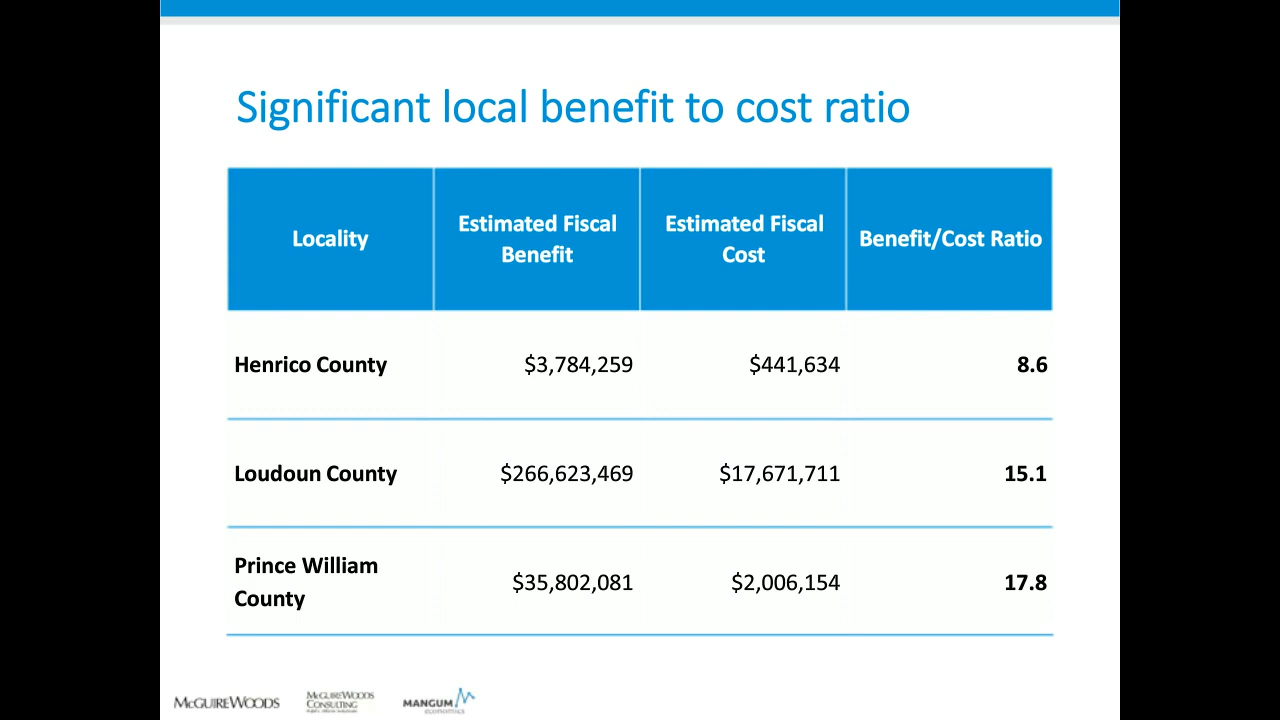 Significant local benefit to cost ratio
Locality
Estimated Fiscal
Benefit
Estimated Fiscal
Cost
Benefit/Cost Ratio
Henrico County
$3,784,259
$441,634
8.6
Loudoun County
$266,623,469
$17,671,711
15.1
Prince William
County
$35,802,081
$2,006,154
17.8
McGUIREWOODS
McGUIREWOODS
CONSULTING
MANGUM